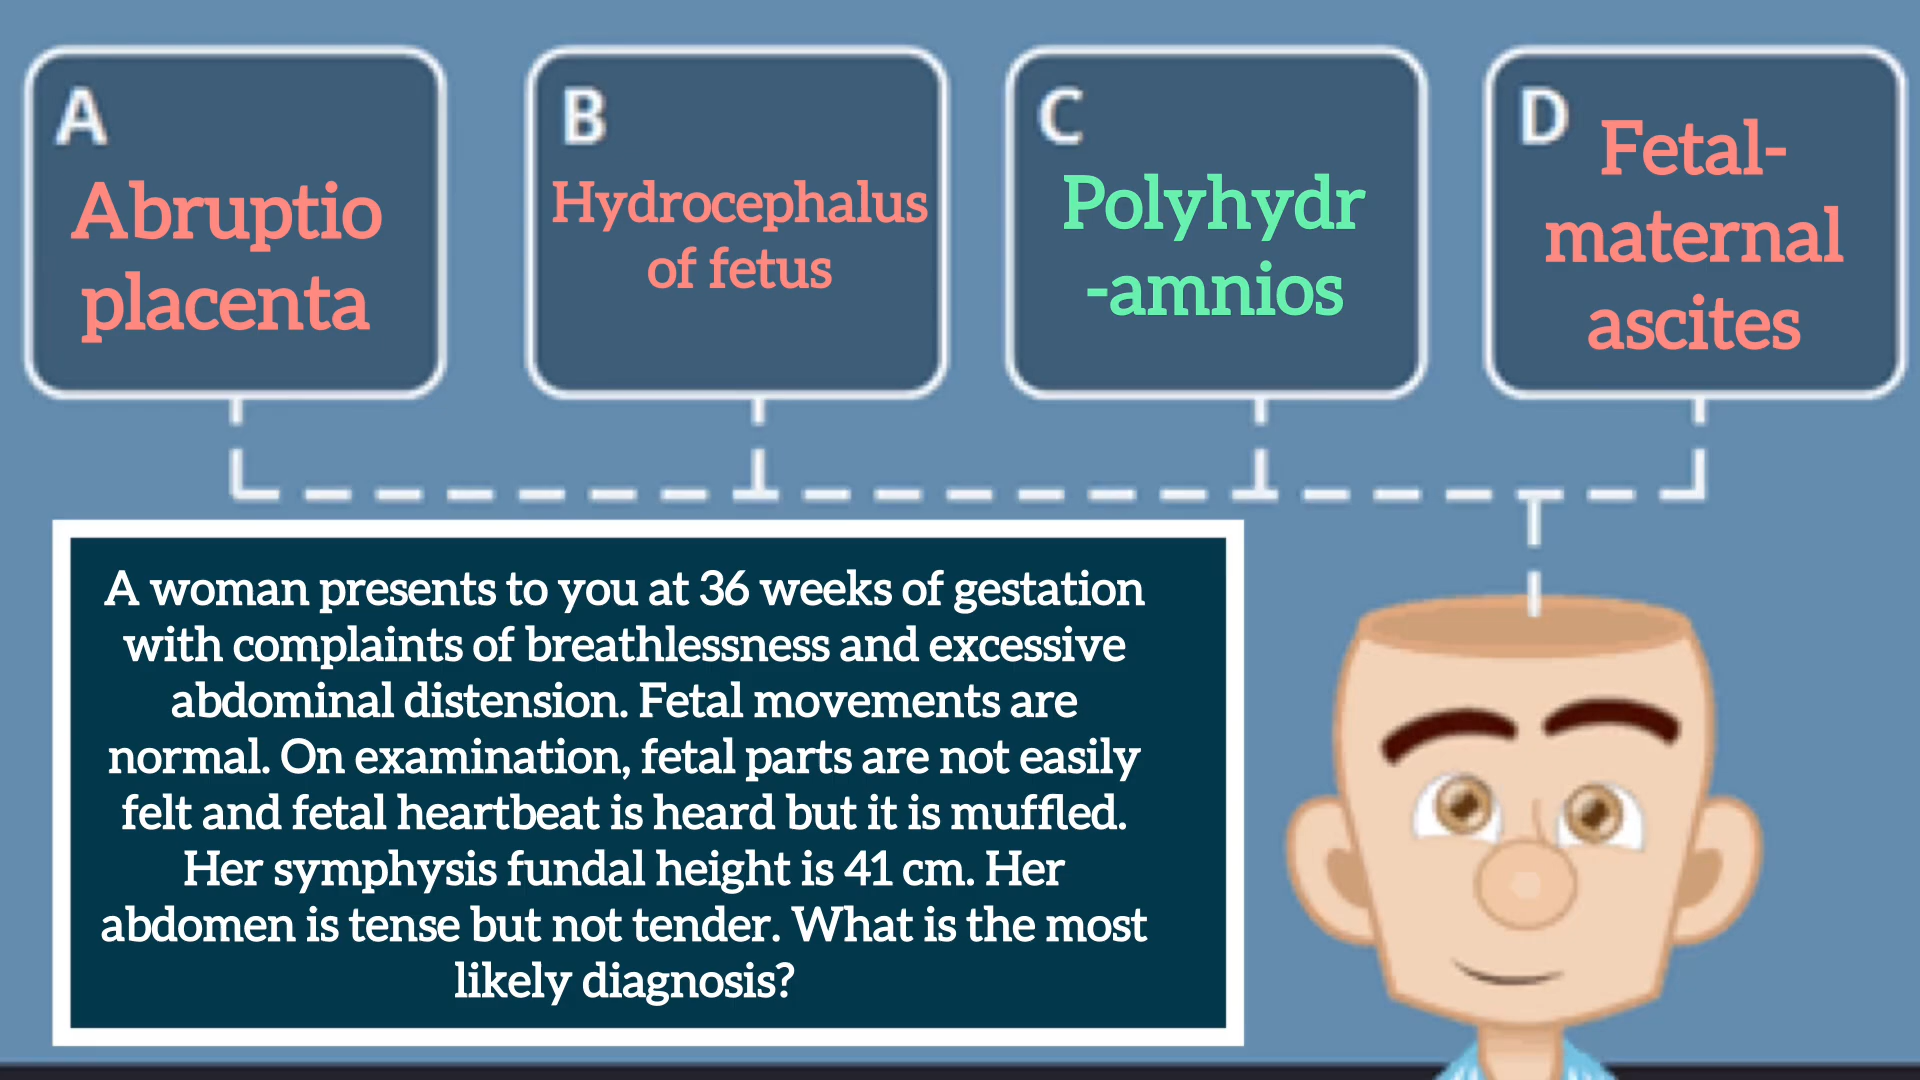 A
Abruptio
placenta
B
Hydrocephalus
of fetus
C
Polyhydr
-amnios
D
Fetal-
maternal
ascites
A woman presents to you at 36 weeks of gestation
with complaints of breathlessness and excessive
abdominal distension. Fetal movements are
normal. On examination, fetal parts are not easily
felt and fetal heartbeat is heard but it is muffled.
Her symphysis fundal height is 41 cm. Her
abdomen is tense but not tender. What is the most
likely diagnosis?